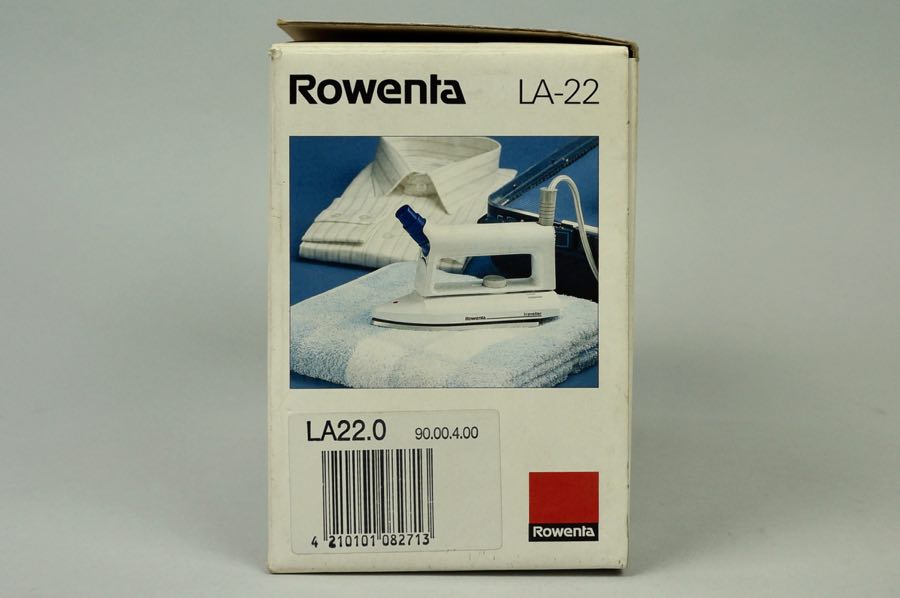 Rowenta LA-22
Rowenta traveller
LA22.0 90.00.4.00
4 210101 082713
Rowenta